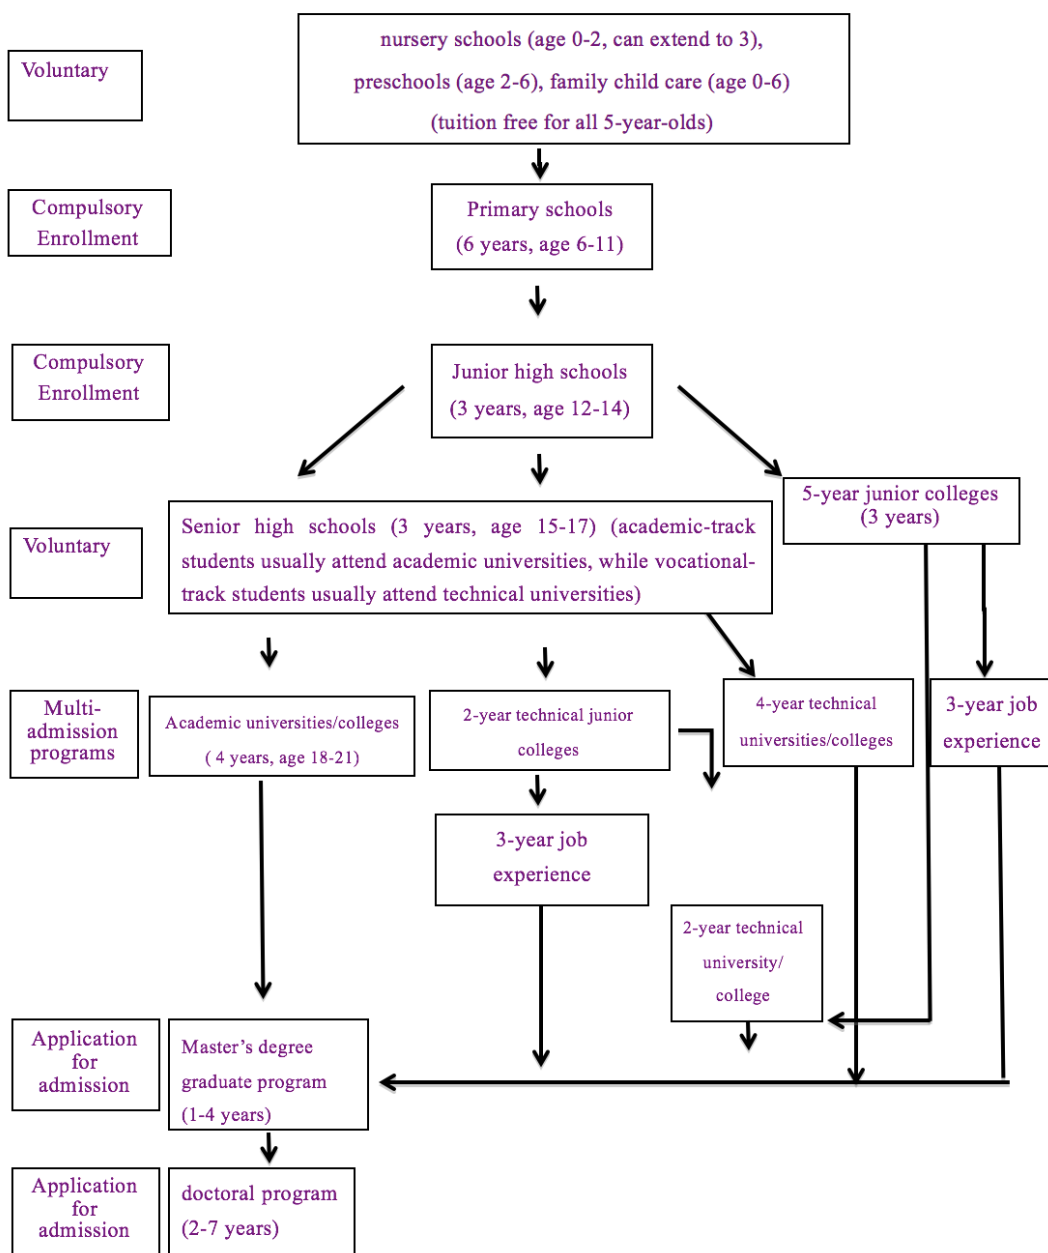 Voluntary
nursery schools (age 0-2, can extend to 3),
preschools (age 2-6), family child care (age 0-6)
(tuition free for all 5-year-olds)
Compulsory
Enrollment
Primary schools
(6 years, age 6-11)
Compulsory
Enrollment
Junior high schools
(3 years, age 12-14)
Voluntary
Senior high schools (3 years, age 15-17) (academic-track
students usually attend academic universities, while vocational-
track students usually attend technical universities)
5-year junior colleges
(3 years)
Multi-
admission
programs
Academic universities/colleges
( 4 years, age 18-21)
2-year technical junior
colleges
4-year technical
universities/colleges
3-year job
experience
3-year job
experience
2-year technical
university/
college
Application
for
admission
Master’s degree
graduate program
(1-4 years)
Application
for
admission
doctoral program
(2-7 years)